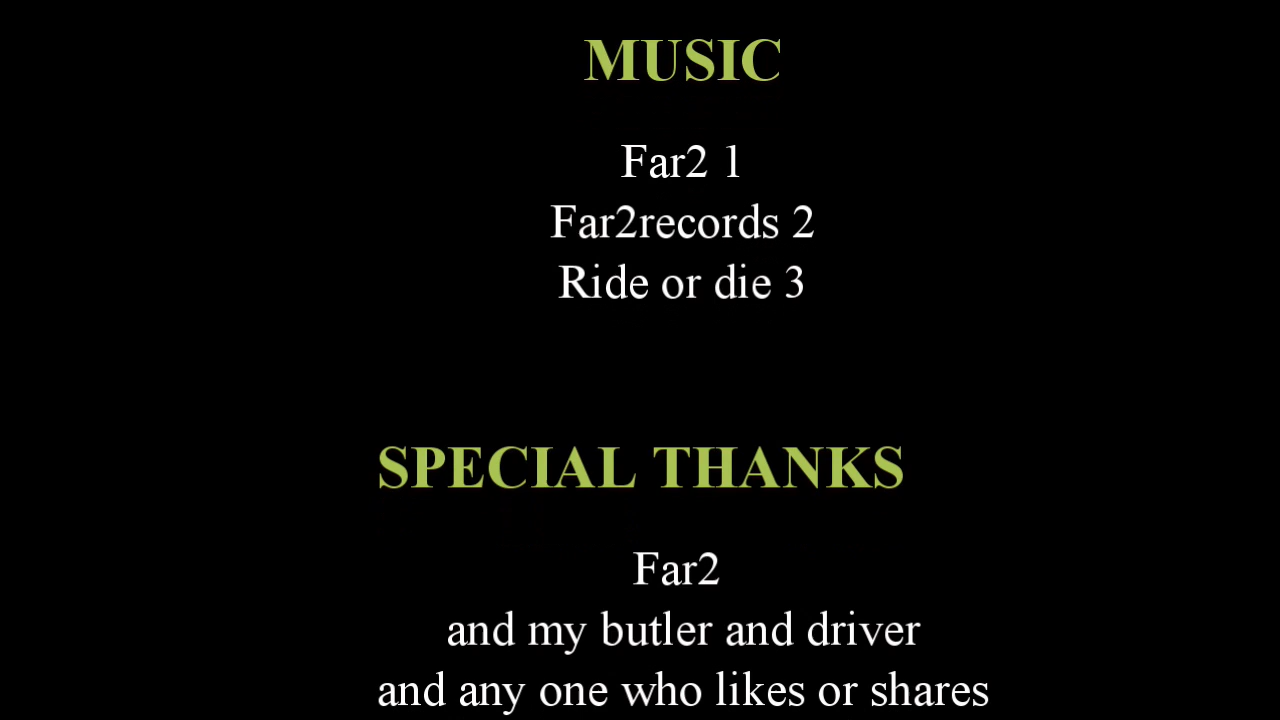 MUSIC
Far2 1
Far2records 2
Ride or die 3
SPECIAL THANKS
Far2
and my butler and driver
and any one who likes or shares